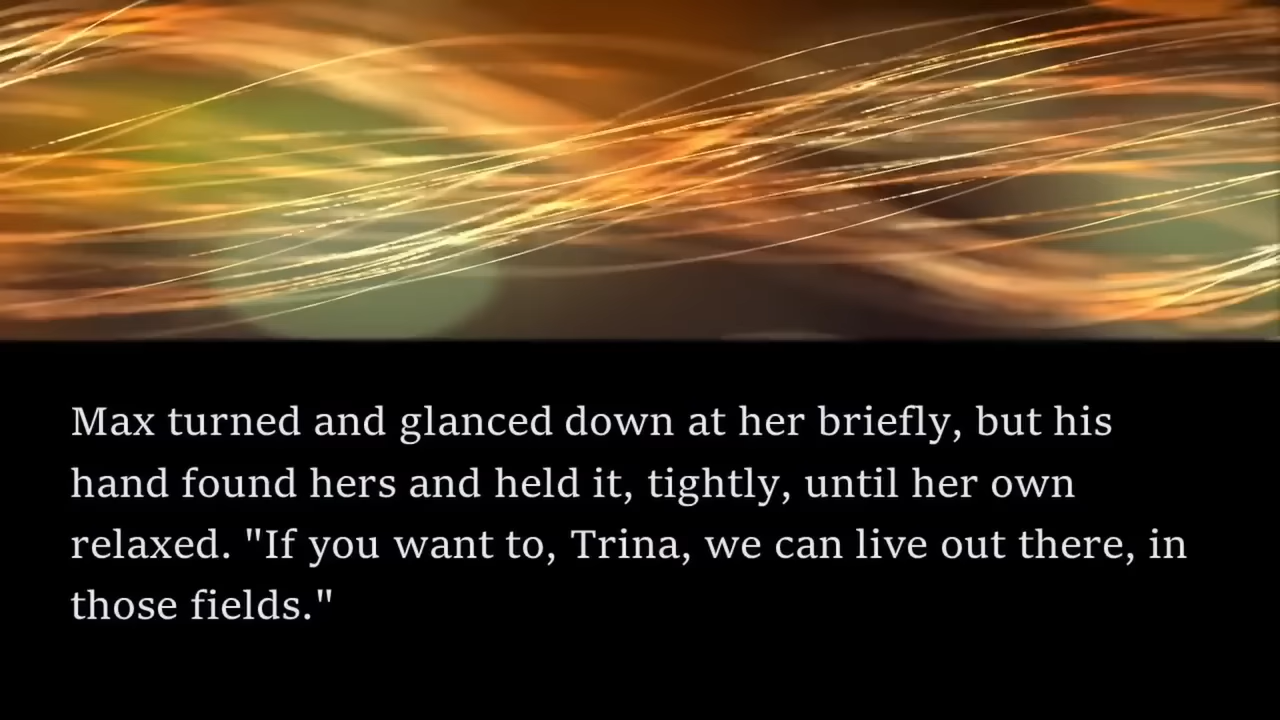 Max turned and glanced down at her briefly, but his
hand found hers and held it, tightly, until her own
relaxed. "If you want to, Trina, we can live out there, in
those fields."